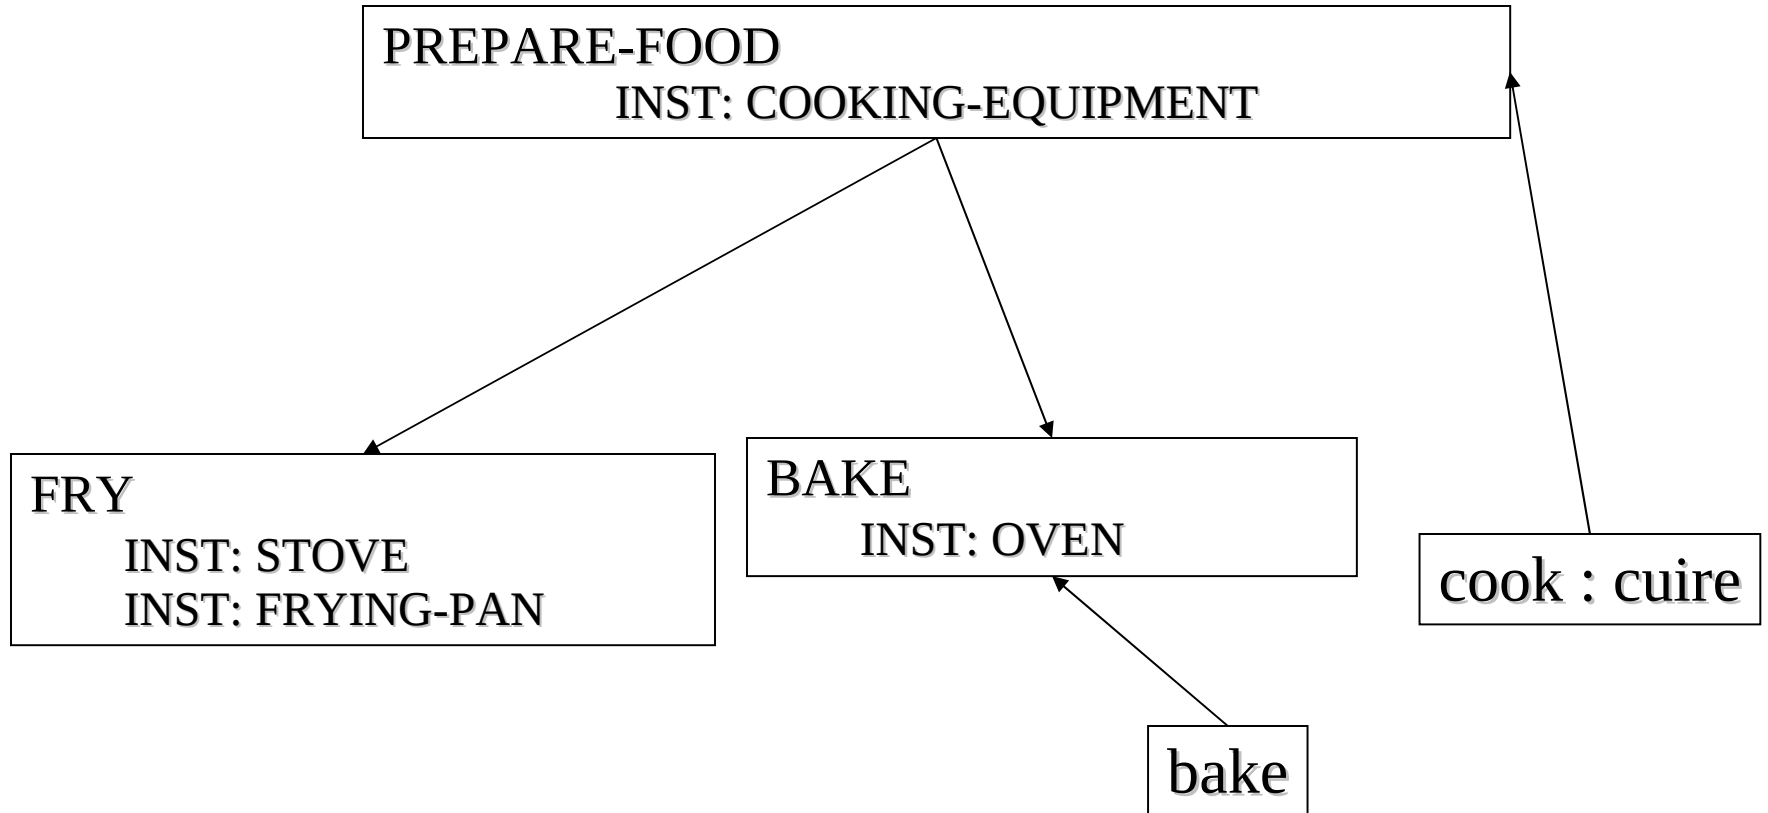 PREPARE-FOOD
INST: COOKING-EQUIPMENT
FRY
INST: STOVE
INST: FRYING-PAN
BAKE
INST: OVEN
cook : cuire
bake